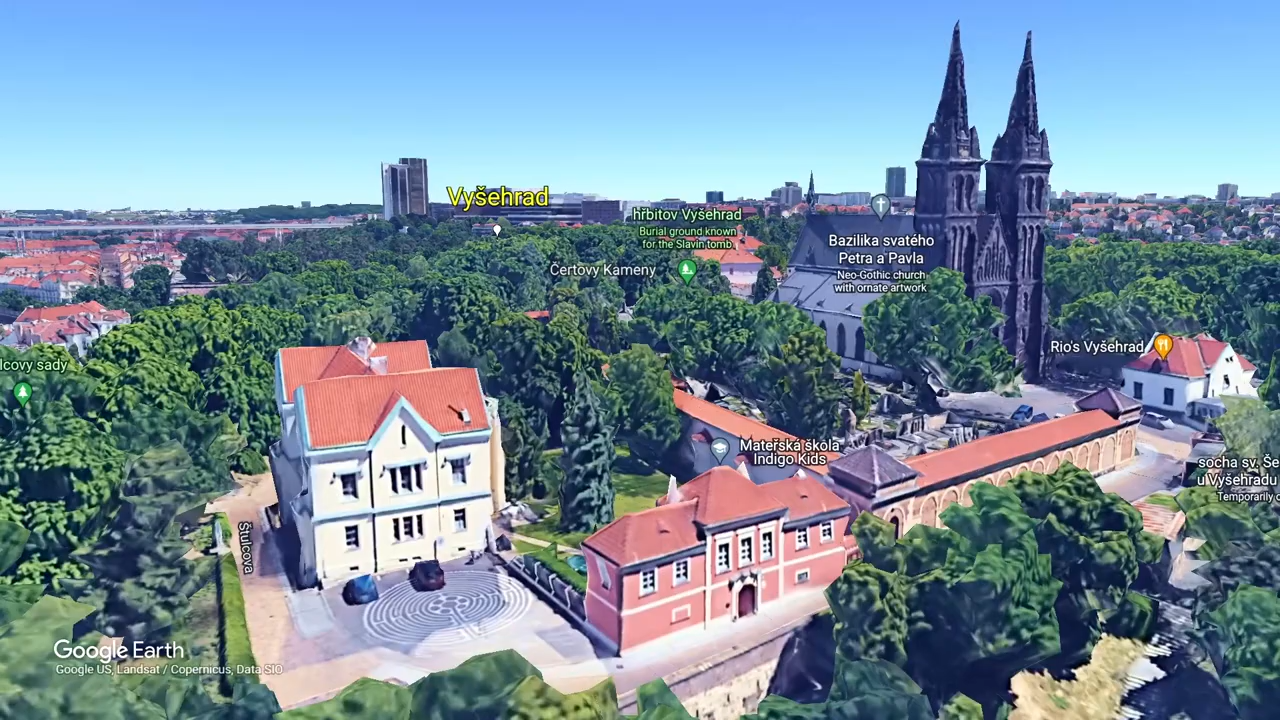 Vyšehrad
hřbitov Vyšehrad
Burial ground known
for the Slavín tomb
Čertovy Kameny
Bazilika svatého
Petra a Pavla
Neo-Gothic church
with ornate artwork
Rio's Vyšehrad
lcovy sady
Mateřská škola
Indigo Kids
socha sv. Še
u Vyšehradu
Temporarily c
Štulcova
Google Earth
Google US, Landsat / Copernicus, Data SIO